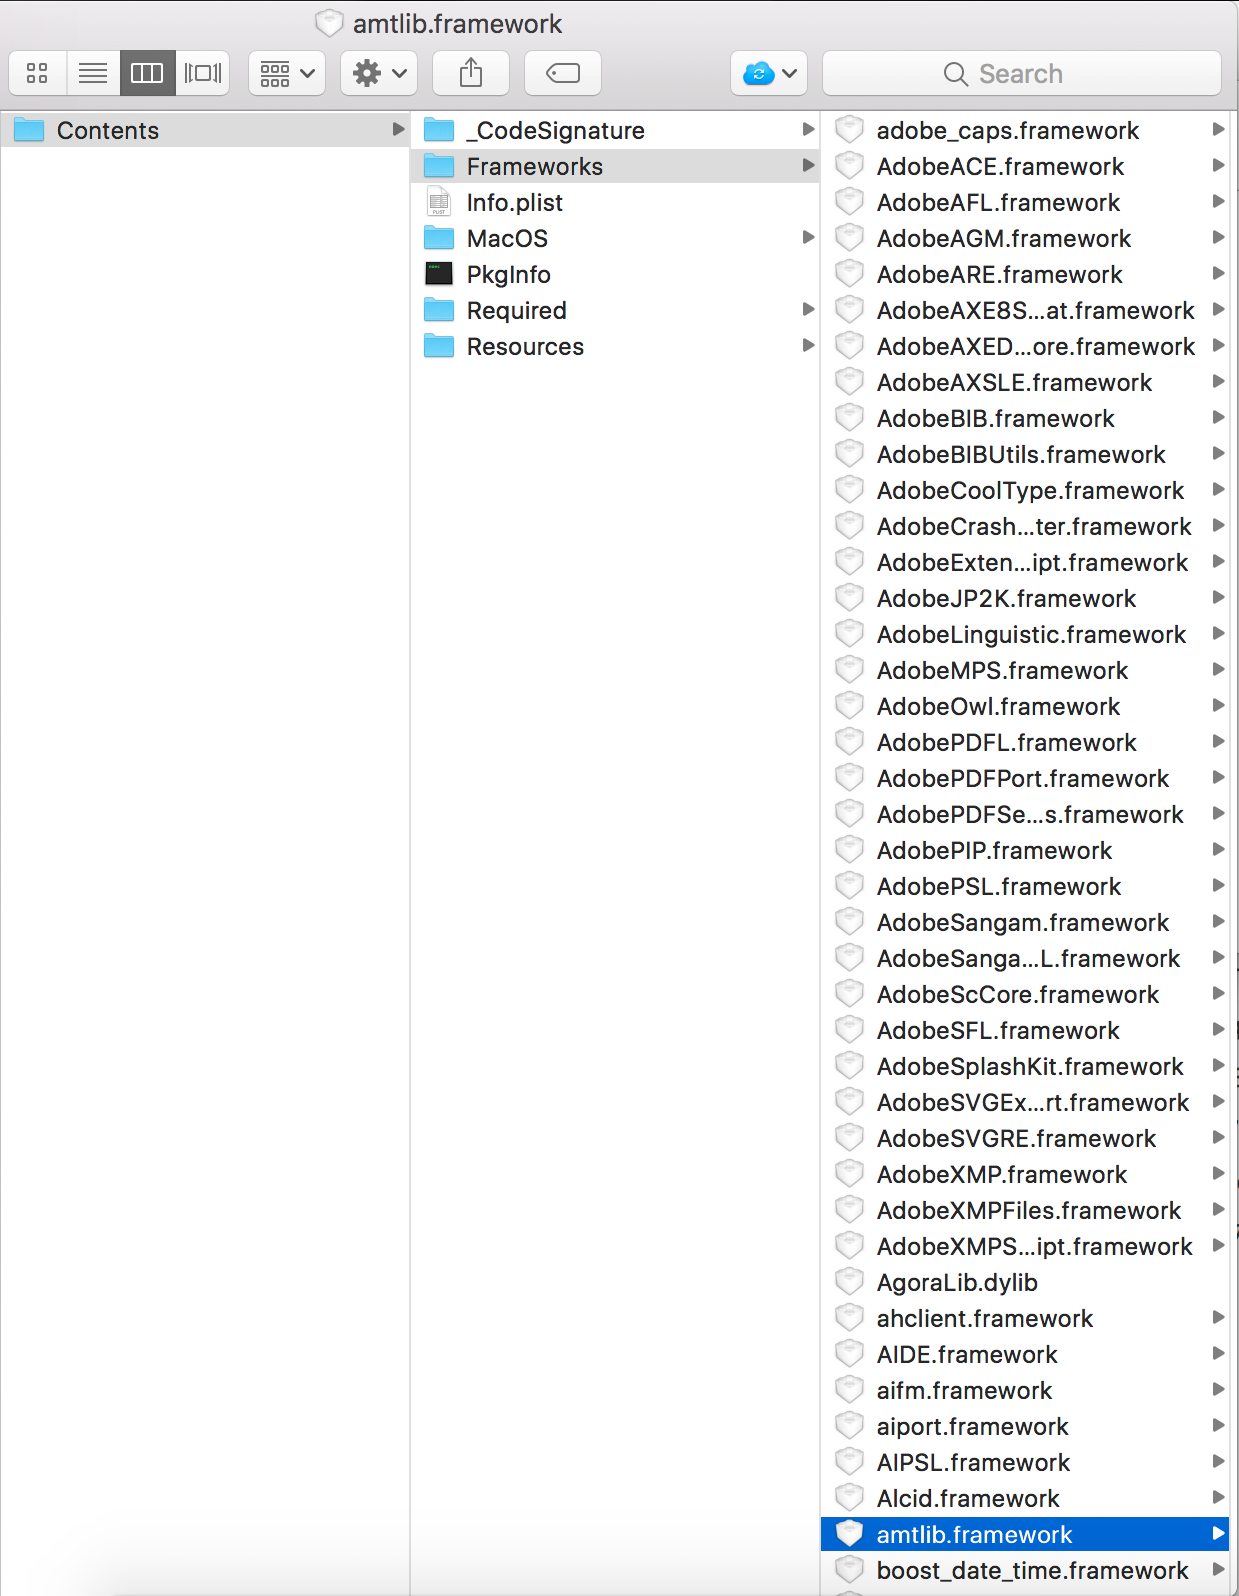 amtlib.framework
Search
Contents
_CodeSignature
Frameworks
Info.plist
MacOS
PkgInfo
Required
Resources
adobe_caps.framework
AdobeACE.framework
AdobeAFL.framework
AdobeAGM.framework
AdobeARE.framework
AdobeAXE8S...at.framework
AdobeAXED...ore.framework
AdobeAXSLE.framework
AdobeBIB.framework
AdobeBIBUtils.framework
AdobeCoolType.framework
AdobeCrash...ter.framework
AdobeExten...ipt.framework
AdobeJP2K.framework
AdobeLinguistic.framework
AdobeMPS.framework
AdobeOwl.framework
AdobePDFL.framework
AdobePDFPort.framework
AdobePDFSe...s.framework
AdobePIP.framework
AdobePSL.framework
AdobeSangam.framework
AdobeSanga...L.framework
AdobeScCore.framework
AdobeSFL.framework
AdobeSplashKit.framework
AdobeSVGEx...rt.framework
AdobeSVGRE.framework
AdobeXMP.framework
AdobeXMPFiles.framework
AdobeXMPS...ipt.framework
AgoraLib.dylib
ahclient.framework
AIDE.framework
aifm.framework
aiport.framework
AIPSL.framework
Alcid.framework
amtlib.framework
boost_date_time.framework